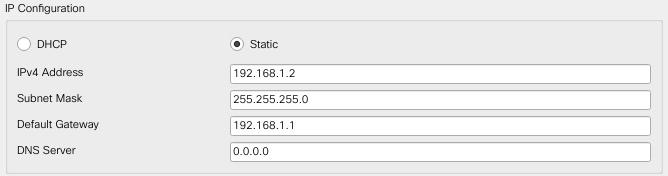 IP Configuration
DHCP
Static
IPv4 Address
192.168.1.2
Subnet Mask
255.255.255.0
Default Gateway
192.168.1.1
DNS Server
0.0.0.0